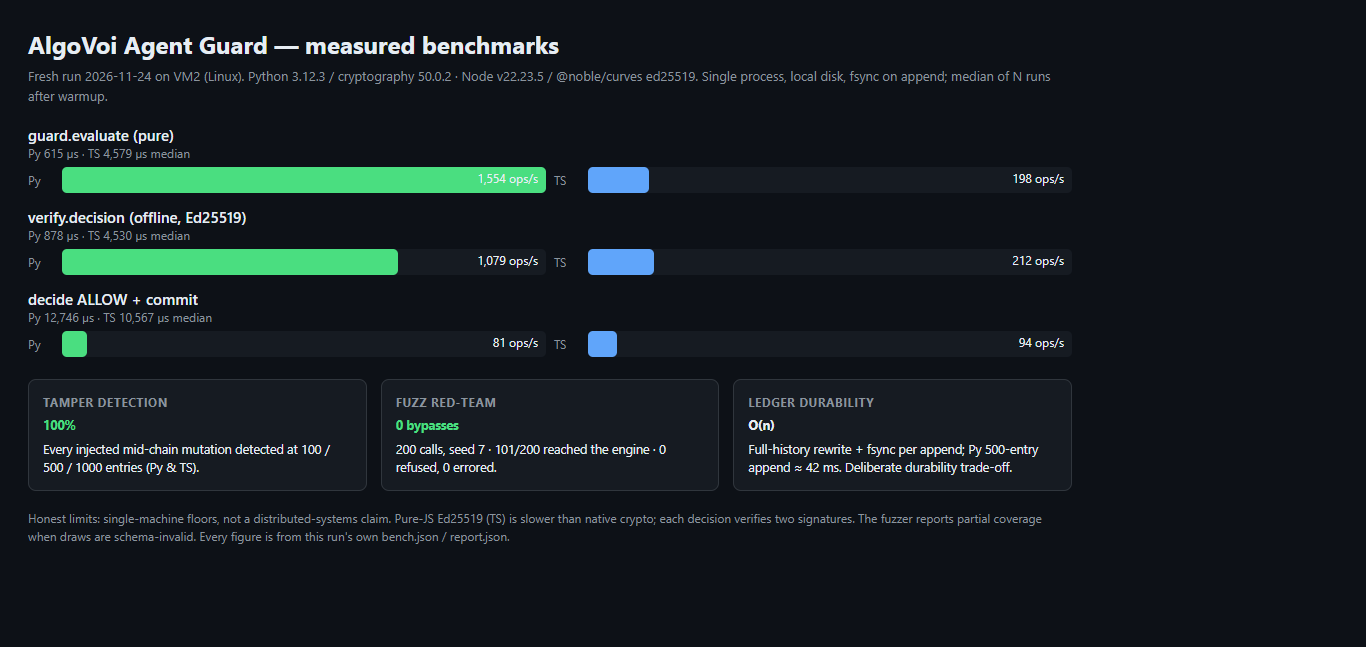 AlgoVoi Agent Guard — measured benchmarks
Fresh run 2026-11-24 on VM2 (Linux). Python 3.12.3 / cryptography 50.0.2 · Node v22.23.5 / @noble/curves ed25519. Single process, local disk, fsync on append; median of N runs
after warmup.
guard.evaluate (pure)
Py 615 µs · TS 4,579 µs median
Py 1,554 ops/s TS 198 ops/s
verify.decision (offline, Ed25519)
Py 878 µs · TS 4,530 µs median
Py 1,079 ops/s TS 212 ops/s
decide ALLOW + commit
Py 12,746 µs · TS 10,567 µs median
Py 81 ops/s TS 94 ops/s
TAMPER DETECTION
100%
Every injected mid-chain mutation detected at 100 /
500 / 1000 entries (Py & TS).
FUZZ RED-TEAM
0 bypasses
200 calls, seed 7 · 101/200 reached the engine · 0
refused, 0 errored.
LEDGER DURABILITY
O(n)
Full-history rewrite + fsync per append; Py 500-entry
append ≈ 42 ms. Deliberate durability trade-off.
Honest limits: single-machine floors, not a distributed-systems claim. Pure-JS Ed25519 (TS) is slower than native crypto; each decision verifies two signatures. The fuzzer reports partial coverage
when draws are schema-invalid. Every figure is from this run's own bench.json / report.json.